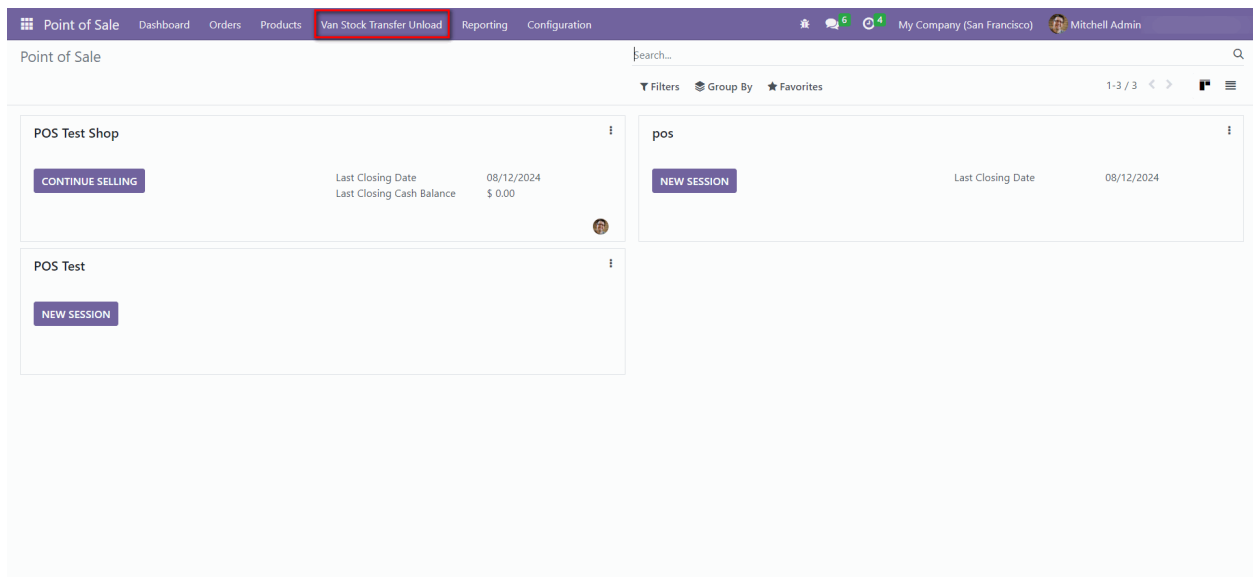 Point of Sale Dashboard Orders Products Van Stock Transfer Unload Reporting Configuration 6 4 My Company (San Francisco) Mitchell Admin
Point of Sale Search...
Filters Group By Favorites 1-3 / 3
POS Test Shop
CONTINUE SELLING
Last Closing Date 08/12/2024
Last Closing Cash Balance $ 0.00
pos
NEW SESSION
Last Closing Date 08/12/2024
POS Test
NEW SESSION